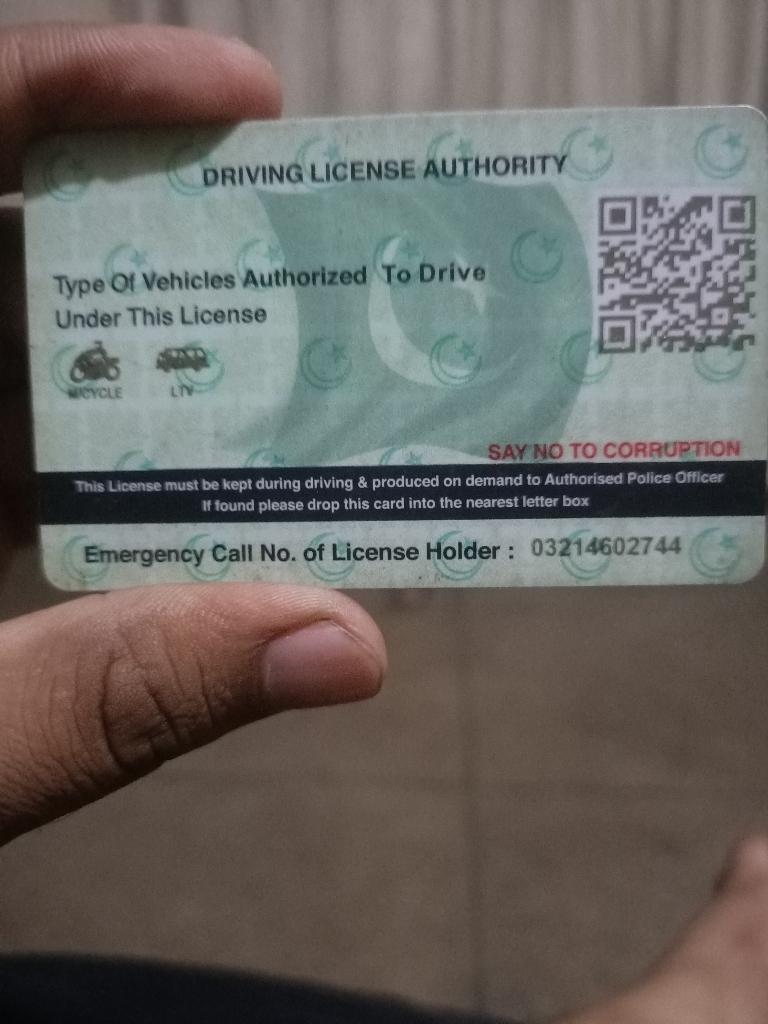 DRIVING LICENSE AUTHORITY
Type Of Vehicles Authorized To Drive
Under This License
M/CYCLE LTV
SAY NO TO CORRUPTION
This License must be kept during driving & produced on demand to Authorised Police Officer
If found please drop this card into the nearest letter box
Emergency Call No. of License Holder : 03214602744